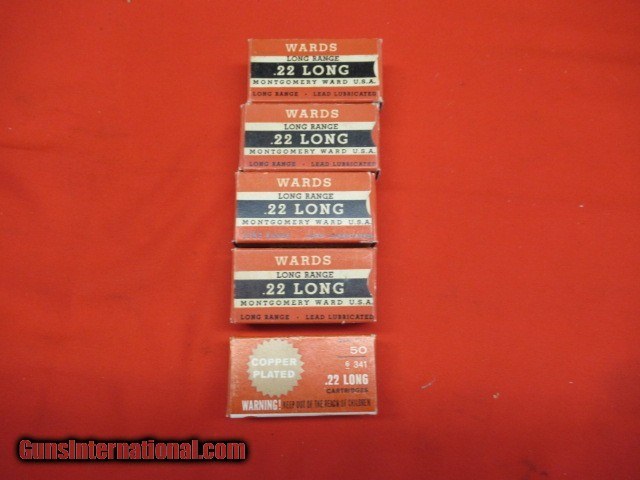 WARDS
LONG RANGE
.22 LONG
MONTGOMERY WARD U.S.A.
LONG RANGE · LEAD LUBRICATED
WARDS
LONG RANGE
.22 LONG
MONTGOMERY WARD U.S.A.
LONG RANGE · LEAD LUBRICATED
WARDS
LONG RANGE
.22 LONG
MONTGOMERY WARD U.S.A.
WARDS
LONG RANGE
.22 LONG
MONTGOMERY WARD U.S.A.
LONG RANGE · LEAD LUBRICATED
COPPER
PLATED
50
341
.22 LONG
CARTRIDGES
WARNING! KEEP OUT OF THE REACH OF CHILDREN
GunsInternational.com